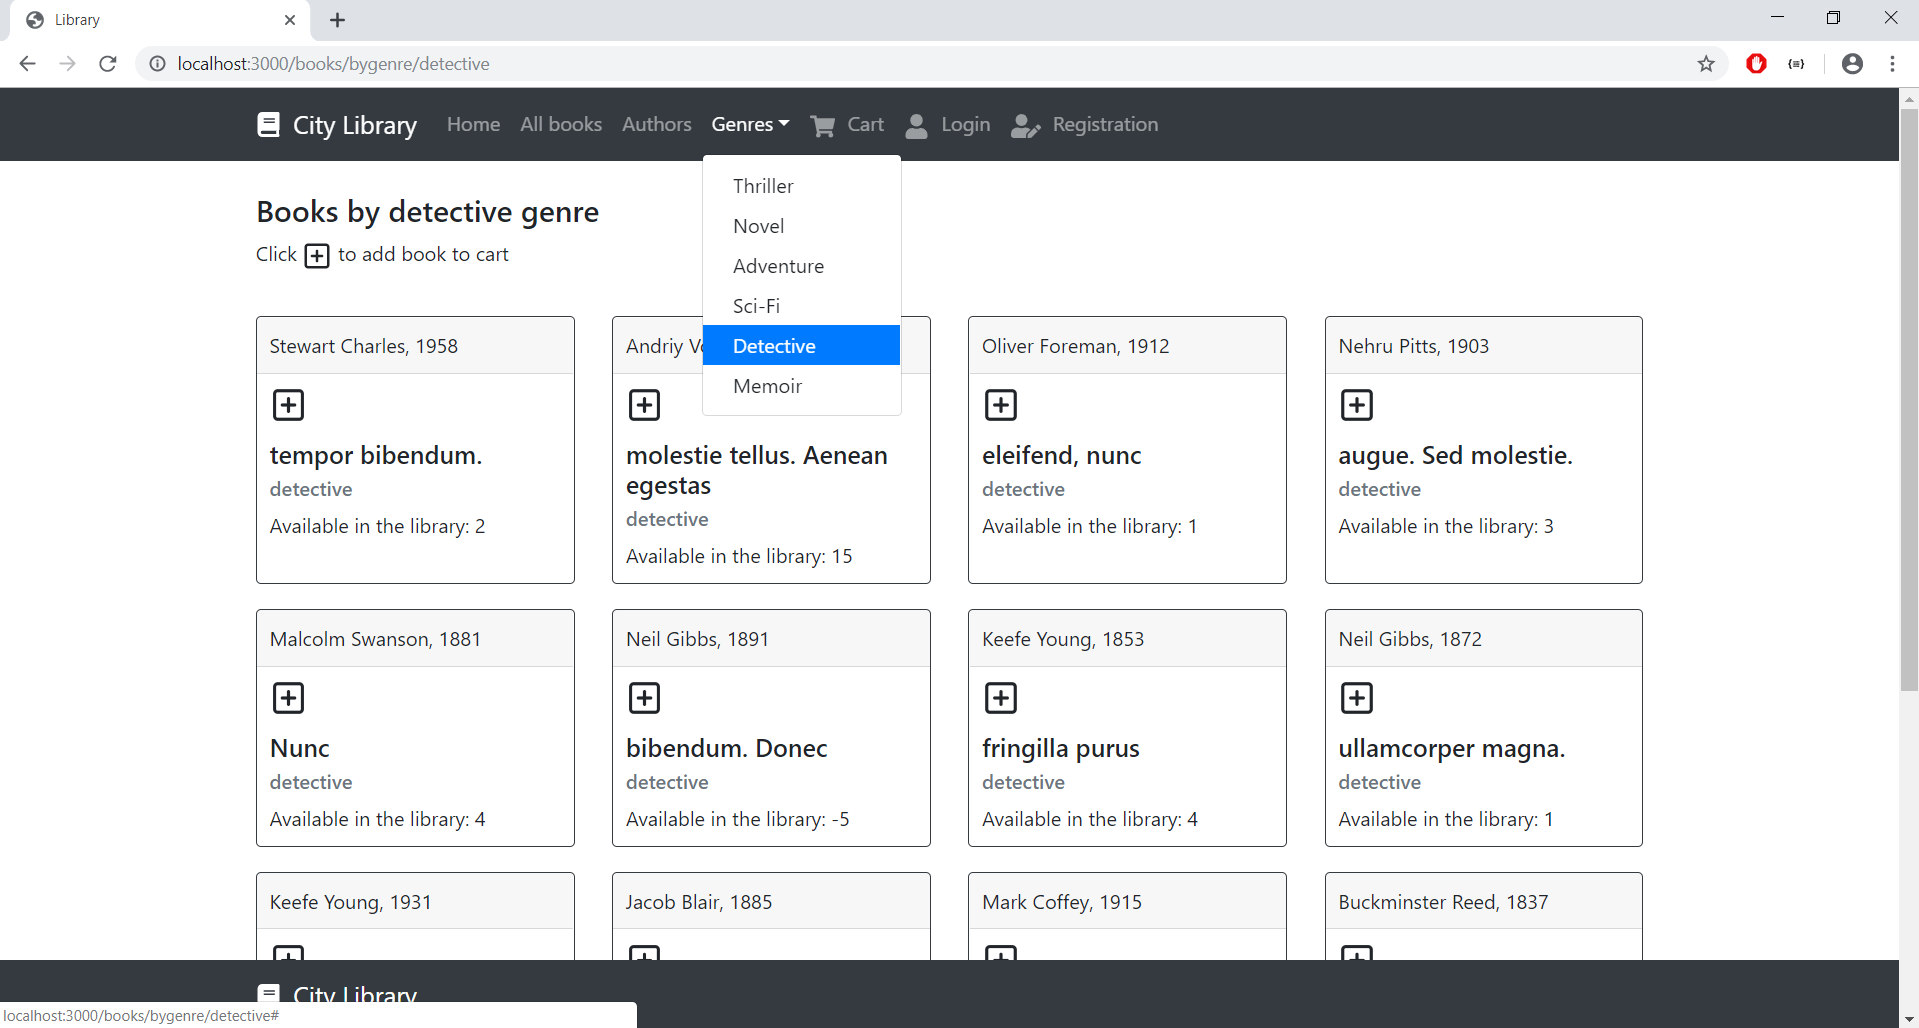 Library
localhost:3000/books/bygenre/detective
City Library Home All books Authors Genres Cart Login Registration
Thriller
Novel
Adventure
Sci-Fi
Detective
Memoir
Books by detective genre
Click to add book to cart
Stewart Charles, 1958
tempor bibendum.
detective
Available in the library: 2
Andriy
molestie tellus. Aenean
egestas
detective
Available in the library: 15
Oliver Foreman, 1912
eleifend, nunc
detective
Available in the library: 1
Nehru Pitts, 1903
augue. Sed molestie.
detective
Available in the library: 3
Malcolm Swanson, 1881
Nunc
detective
Available in the library: 4
Neil Gibbs, 1891
bibendum. Donec
detective
Available in the library: -5
Keefe Young, 1853
fringilla purus
detective
Available in the library: 4
Neil Gibbs, 1872
ullamcorper magna.
detective
Available in the library: 1
Keefe Young, 1931
Jacob Blair, 1885
Mark Coffey, 1915
Buckminster Reed, 1837
City Library
localhost:3000/books/bygenre/detective#